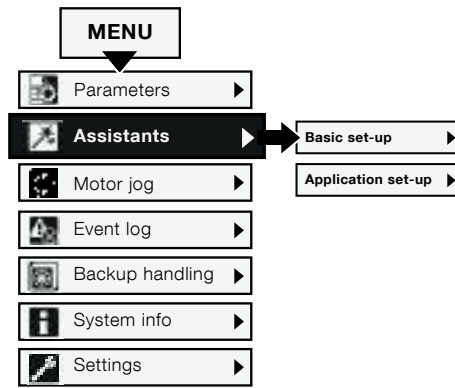 MENU
Parameters
Assistants
Basic set-up
Application set-up
Motor jog
Event log
Backup handling
System info
Settings